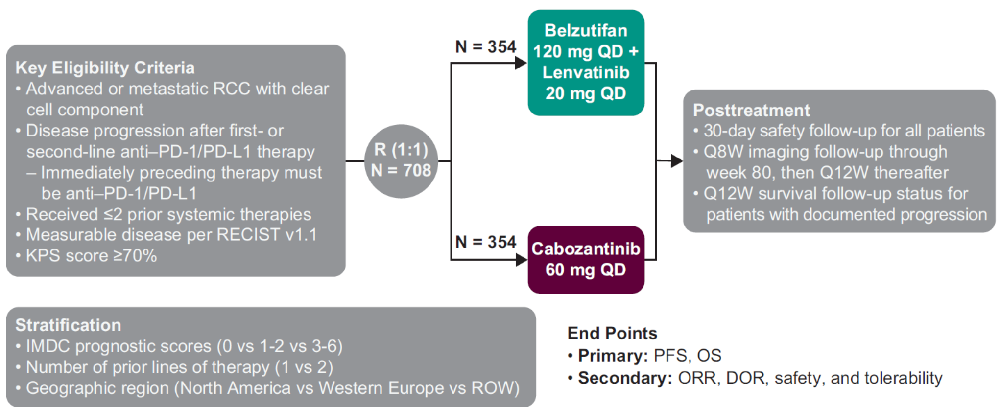 Key Eligibility Criteria
• Advanced or metastatic RCC with clear
cell component
• Disease progression after first- or
second-line anti–PD-1/PD-L1 therapy
– Immediately preceding therapy must
be anti–PD-1/PD-L1
• Received ≤2 prior systemic therapies
• Measurable disease per RECIST v1.1
• KPS score ≥70%
R (1:1)
N = 708
N = 354
Belzutifan
120 mg QD +
Lenvatinib
20 mg QD
N = 354
Cabozantinib
60 mg QD
Posttreatment
• 30-day safety follow-up for all patients
• Q8W imaging follow-up through
week 80, then Q12W thereafter
• Q12W survival follow-up status for
patients with documented progression
Stratification
• IMDC prognostic scores (0 vs 1-2 vs 3-6)
• Number of prior lines of therapy (1 vs 2)
• Geographic region (North America vs Western Europe vs ROW)
End Points
• Primary: PFS, OS
• Secondary: ORR, DOR, safety, and tolerability